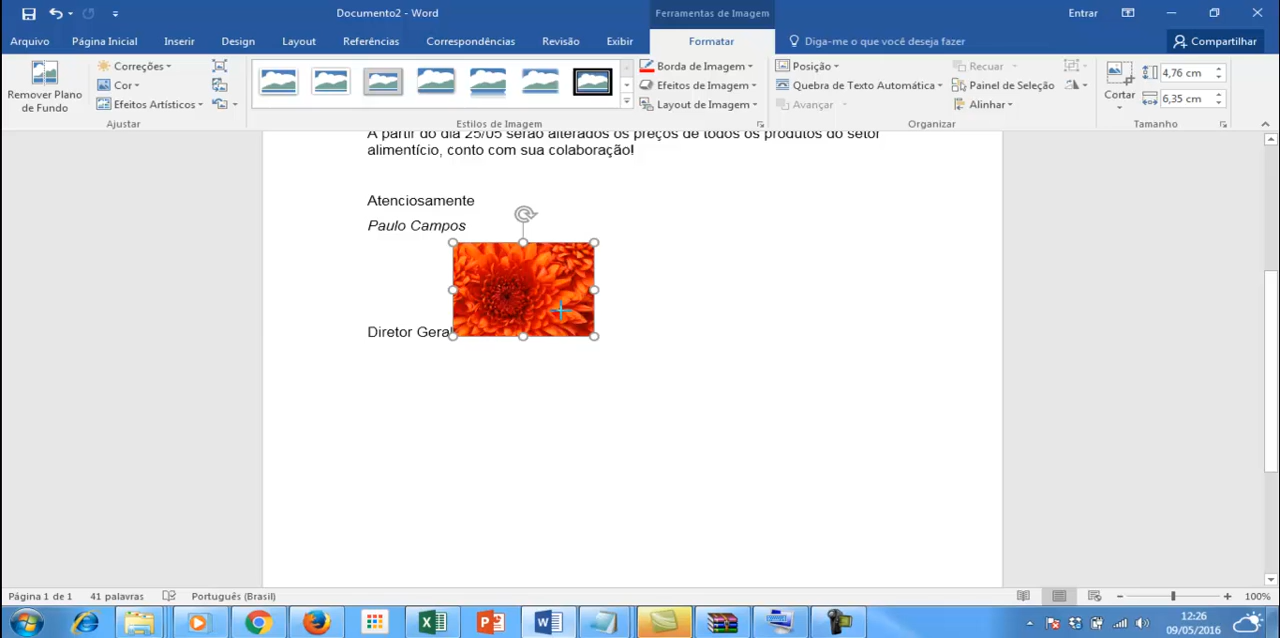 Documento2 - Word
Ferramentas de Imagem
Entrar
Arquivo
Página Inicial
Inserir
Design
Layout
Referências
Correspondências
Revisão
Exibir
Formatar
Diga-me o que você deseja fazer
Compartilhar
Remover Plano
de Fundo
Correções
Cor
Efeitos Artísticos
Ajustar
Estilos de Imagem
Borda de Imagem
Efeitos de Imagem
Layout de Imagem
Posição
Quebra de Texto Automática
Avançar
Recuar
Painel de Seleção
Alinhar
Organizar
Cortar
4,76 cm
6,35 cm
Tamanho
A partir do dia 25/05 serão alterados os preços de todos os produtos do setor
alimentício, conto com sua colaboração!
Atenciosamente
Paulo Campos
Diretor Geral
Página 1 de 1
41 palavras
Português (Brasil)
100%
12:26
09/05/2016